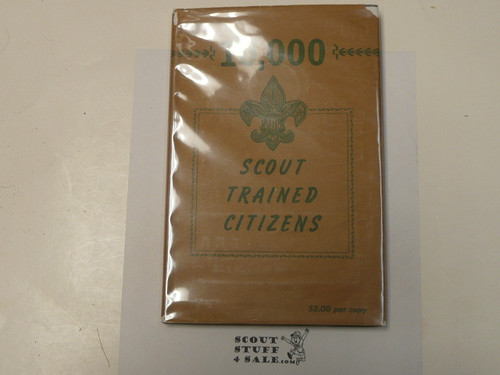 SCOUT
TRAINED
CITIZENS
$2.00 per copy
SCOUT
STUFF
4 SALE.com